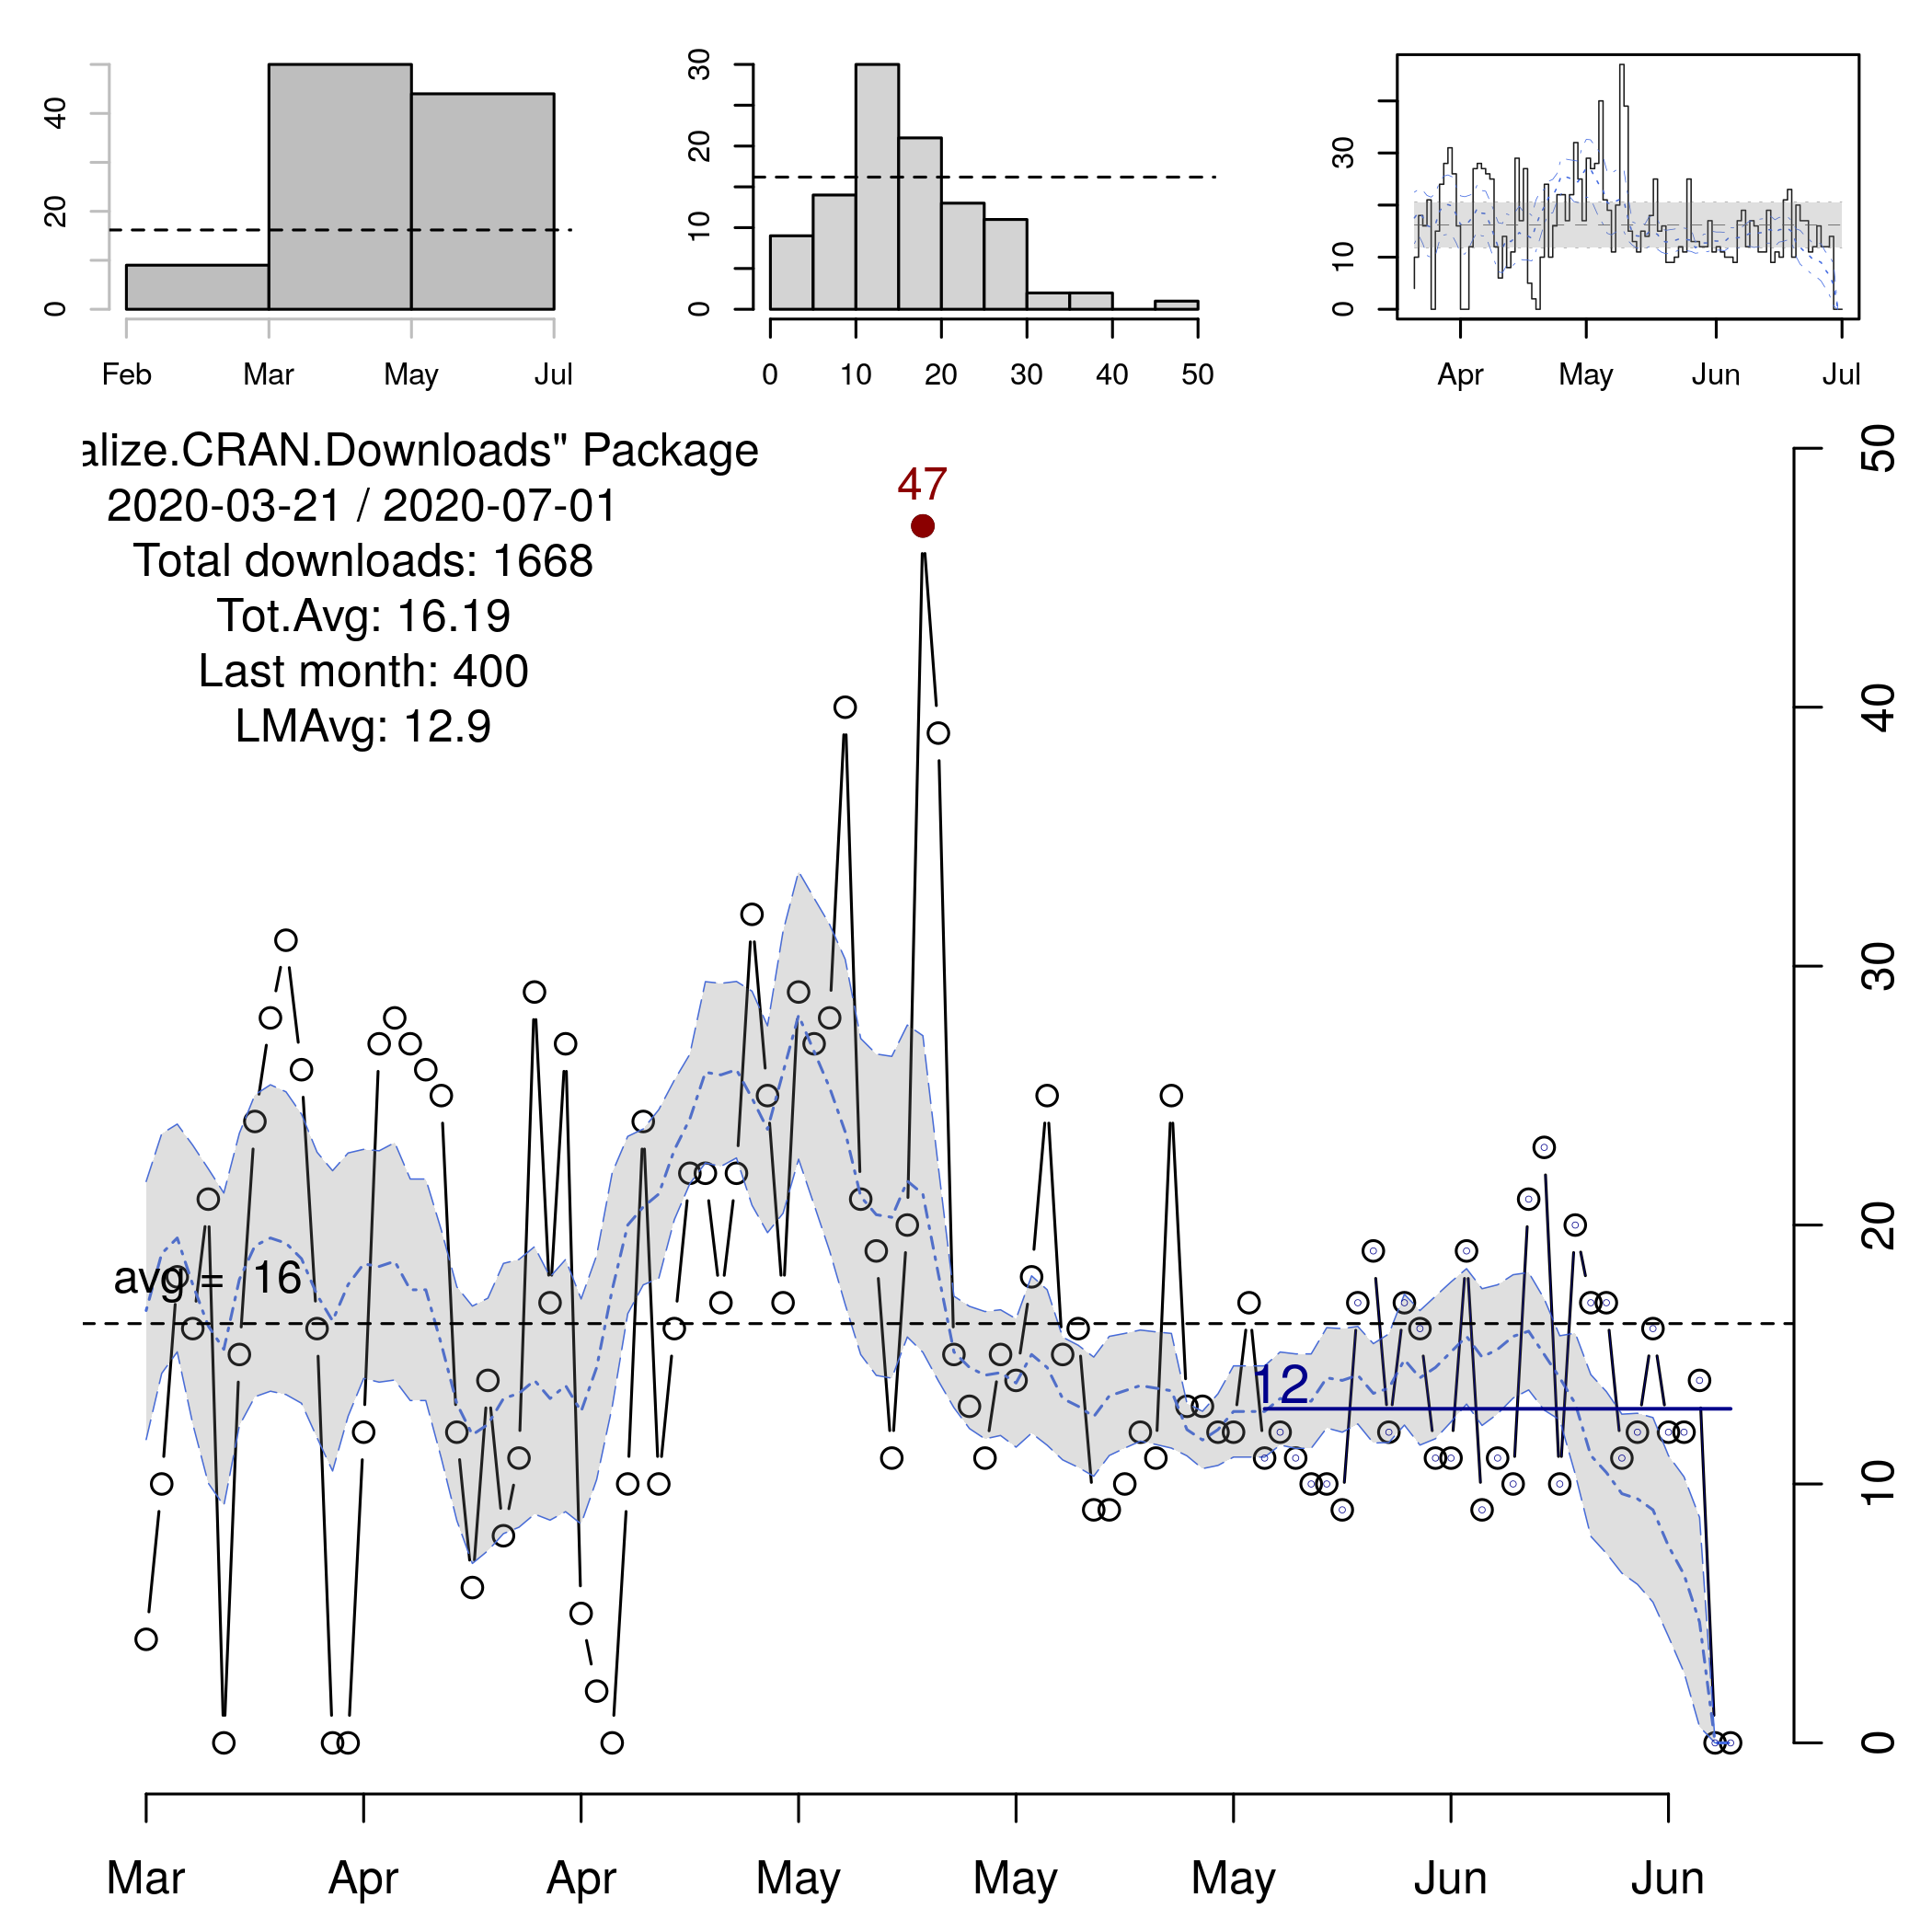 0 20 40
Feb Mar May Jul
0 10 20 30
0 10 20 30 40 50
0 10 30
Apr May Jun Jul
alize.CRAN.Downloads" Package
2020-03-21 / 2020-07-01
Total downloads: 1668
Tot.Avg: 16.19
Last month: 400
LMAvg: 12.9
47
avg = 16
12
0 10 20 30 40 50
Mar Apr Apr May May May Jun Jun